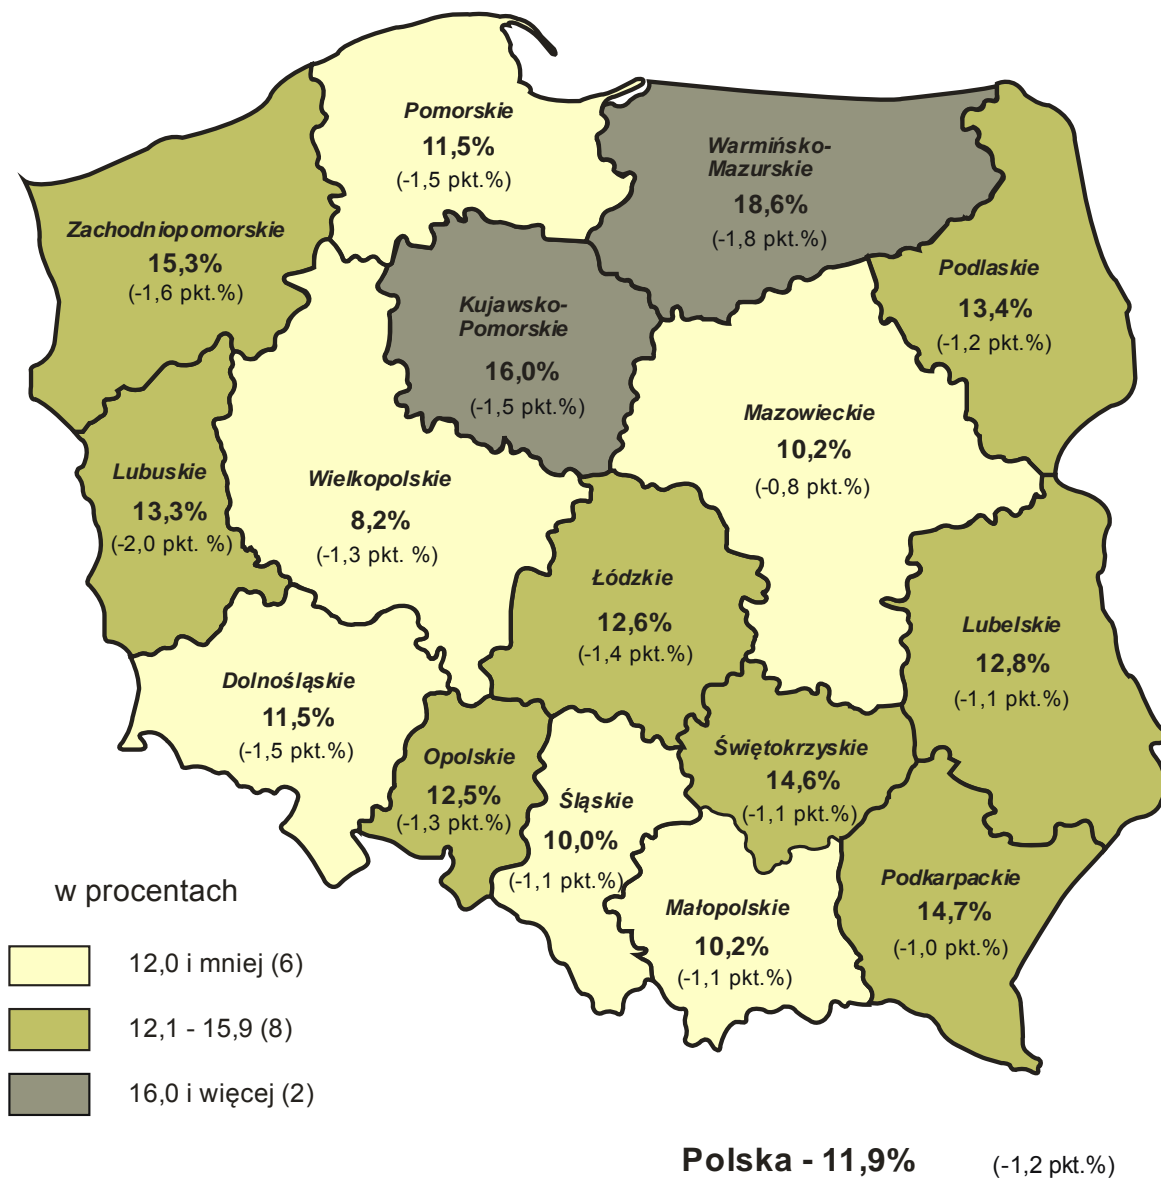 Pomorskie
11,5%
(-1,5 pkt.%)
Warmińsko-
Mazurskie
18,6%
(-1,8 pkt.%)
Zachodniopomorskie
15,3%
(-1,6 pkt.%)
Podlaskie
13,4%
(-1,2 pkt.%)
Kujawsko-
Pomorskie
16,0%
(-1,5 pkt.%)
Mazowieckie
10,2%
(-0,8 pkt.%)
Lubuskie
13,3%
(-2,0 pkt. %)
Wielkopolskie
8,2%
(-1,3 pkt. %)
Łódzkie
12,6%
(-1,4 pkt.%)
Lubelskie
12,8%
(-1,1 pkt.%)
Dolnośląskie
11,5%
(-1,5 pkt.%)
Opolskie
12,5%
(-1,3 pkt.%)
Śląskie
10,0%
(-1,1 pkt.%)
Świętokrzyskie
14,6%
(-1,1 pkt.%)
Małopolskie
10,2%
(-1,1 pkt.%)
Podkarpackie
14,7%
(-1,0 pkt.%)
w procentach
12,0 i mniej (6)
12,1 - 15,9 (8)
16,0 i więcej (2)
Polska - 11,9% (-1,2 pkt.%)